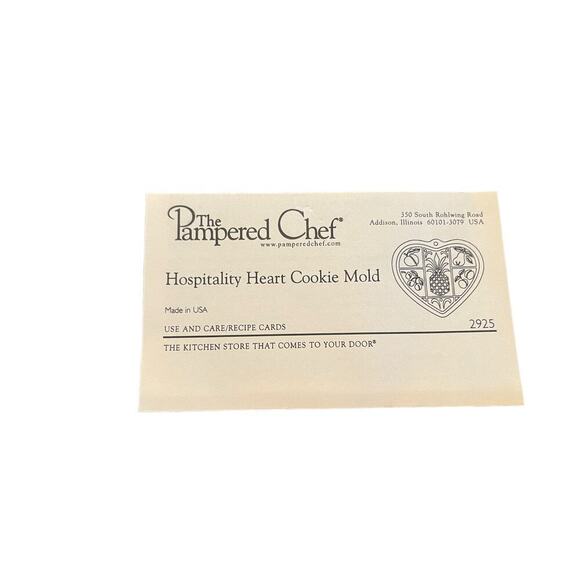 The
Pampered Chef®
www.pamperedchef.com
350 South Rohlwing Road
Addison, Illinois 60101-3079 USA
Hospitality Heart Cookie Mold
Made in USA
USE AND CARE/RECIPE CARDS
2925
THE KITCHEN STORE THAT COMES TO YOUR DOOR®